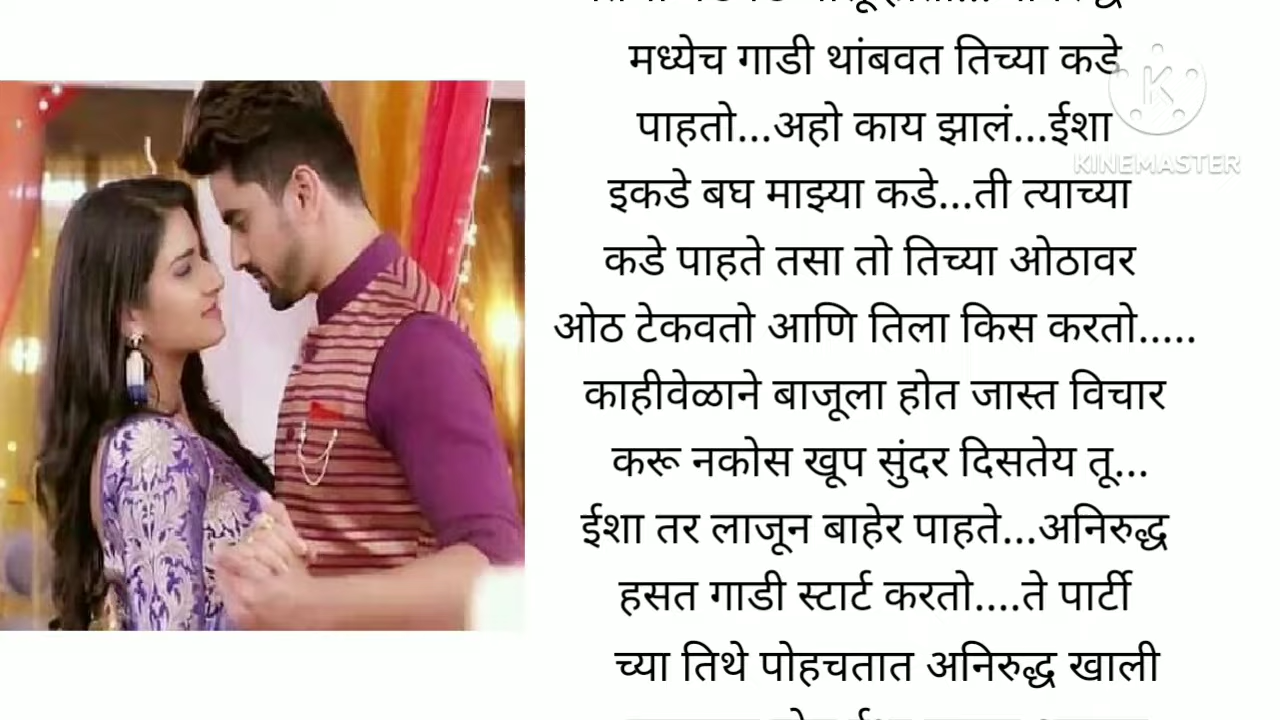 मध्येच गाडी थांबवत तिच्या कडे
पाहतो...अहो काय झालं...ईशा
इकडे बघ माझ्या कडे...ती त्याच्या
कडे पाहते तसा तो तिच्या ओठावर
ओठ टेकवतो आणि तिला किस करतो.....
काहीवेळाने बाजूला होत जास्त विचार
करू नकोस खूप सुंदर दिसतेय तू...
ईशा तर लाजून बाहेर पाहते...अनिरुद्ध
हसत गाडी स्टार्ट करतो....ते पार्टी
च्या तिथे पोहचतात अनिरुद्ध खाली
K
KINEMASTER